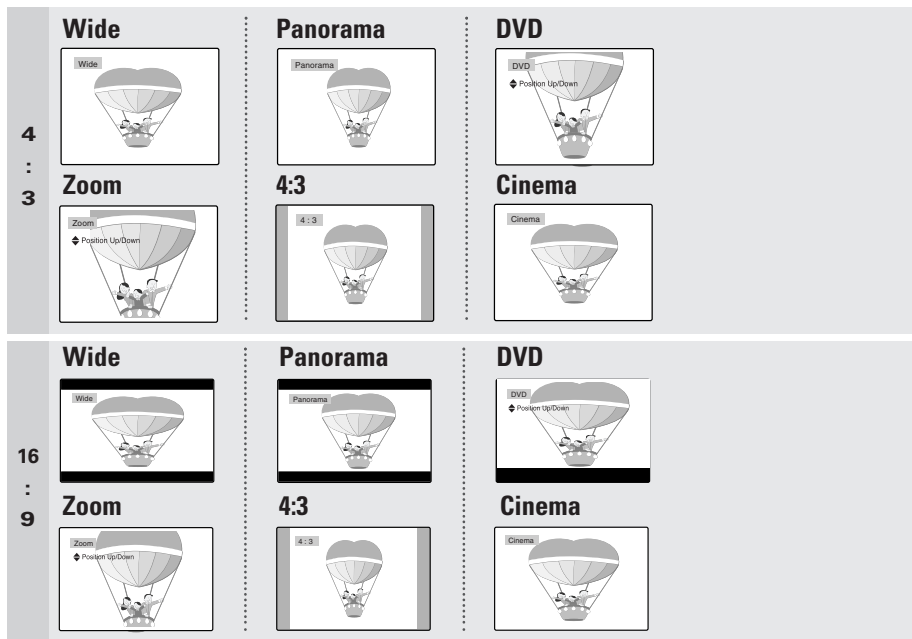 4
:
3
Wide
Panorama
DVD
Wide
Panorama
DVD
Position Up/Down
Zoom
4:3
Cinema
Zoom
Position Up/Down
4 : 3
Cinema
16
:
9
Wide
Panorama
DVD
Wide
Panorama
DVD
Position Up/Down
Zoom
4:3
Cinema
Zoom
Position Up/Down
4 : 3
Cinema